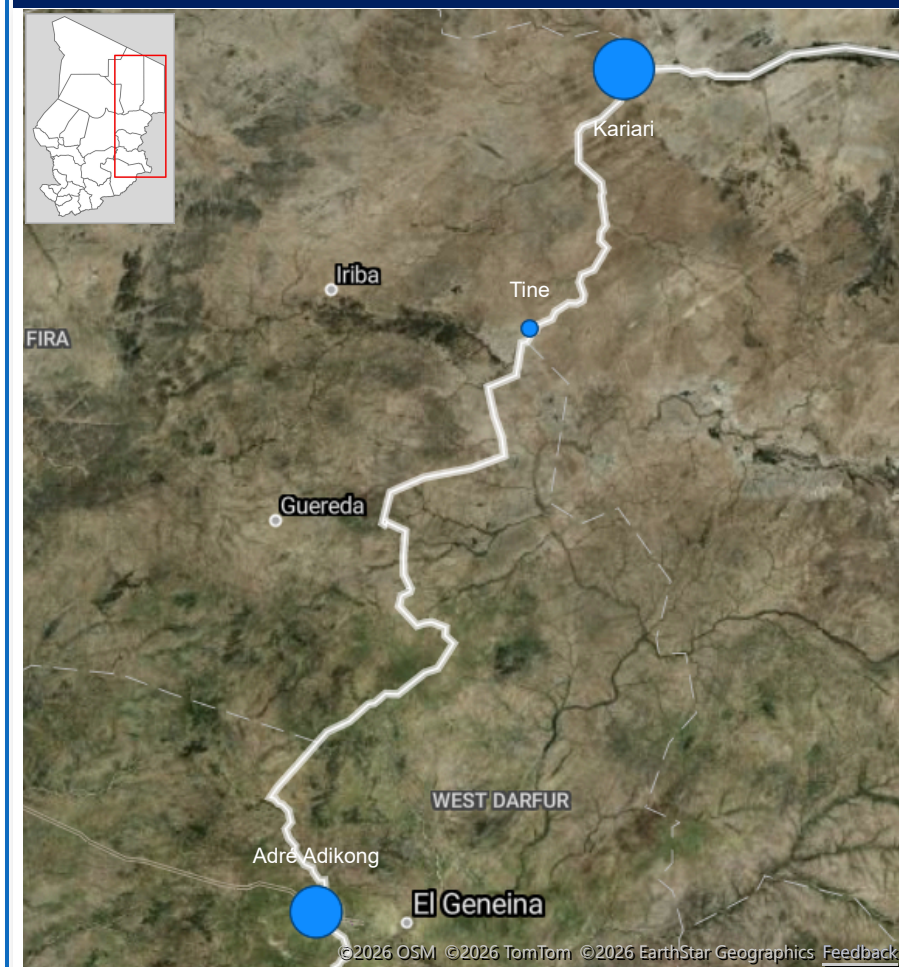 Kariari
Iriba
Tine
FIRA
Guereda
WEST DARFUR
Adré Adikong
El Geneina
©2026 OSM ©2026 TomTom ©2026 EarthStar Geographics Feedback